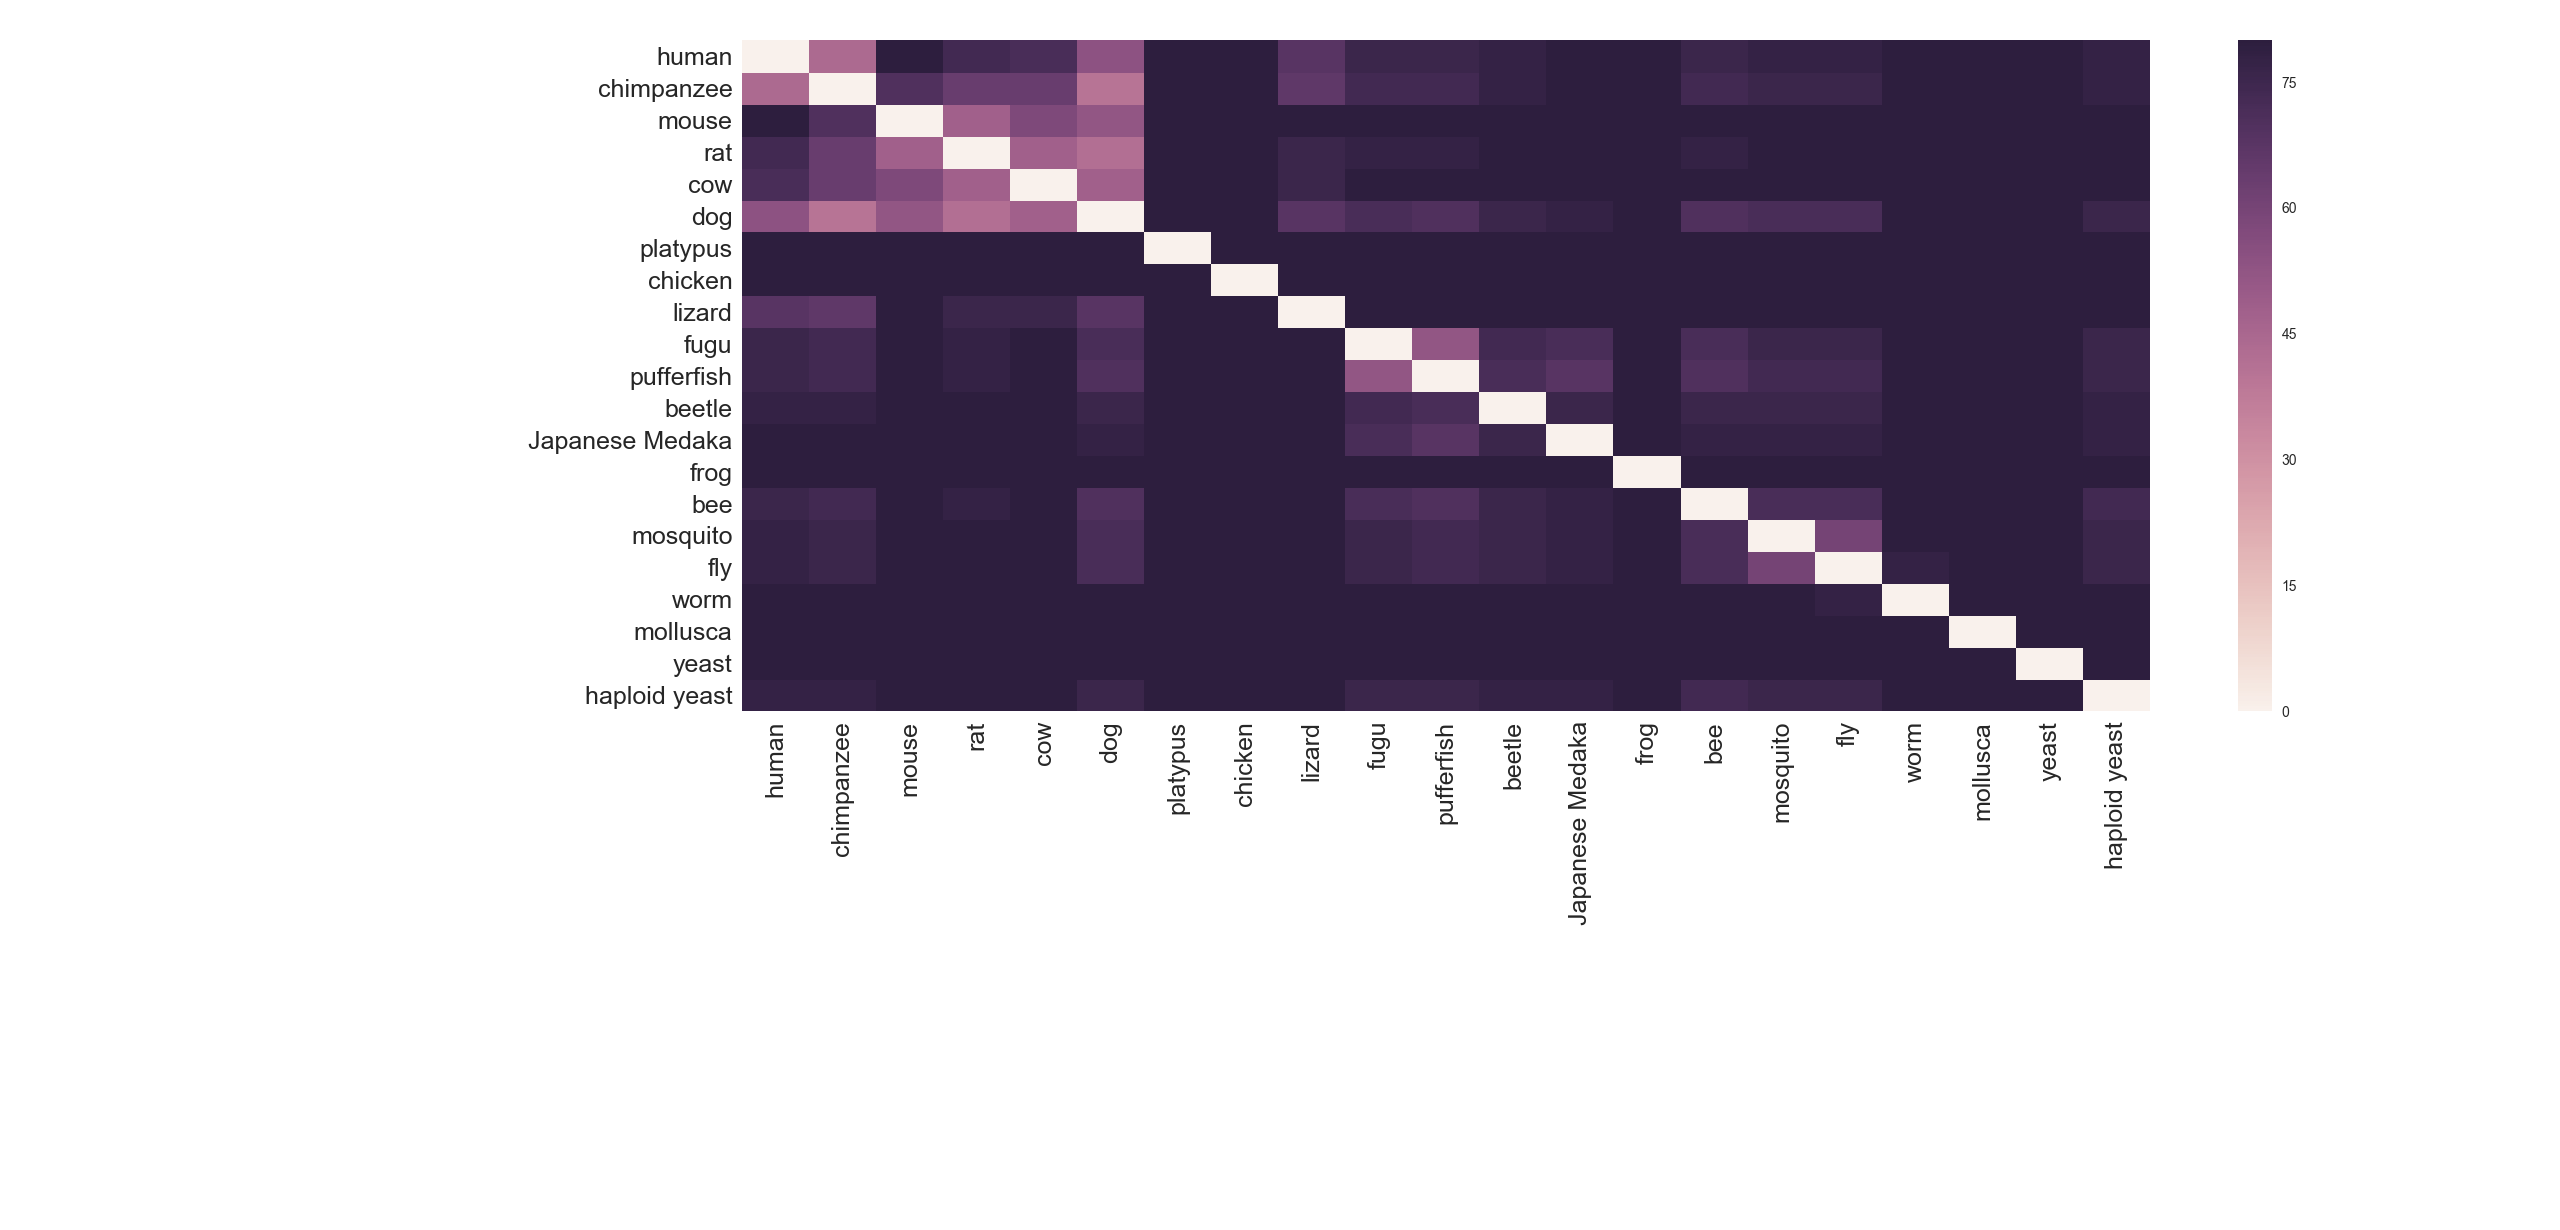 human
chimpanzee
mouse
rat
cow
dog
platypus
chicken
lizard
fugu
pufferfish
beetle
Japanese Medaka
frog
bee
mosquito
fly
worm
mollusca
yeast
haploid yeast
human
chimpanzee
mouse
rat
cow
dog
platypus
chicken
lizard
fugu
pufferfish
beetle
Japanese Medaka
frog
bee
mosquito
fly
worm
mollusca
yeast
haploid yeast
75
60
45
30
15
0